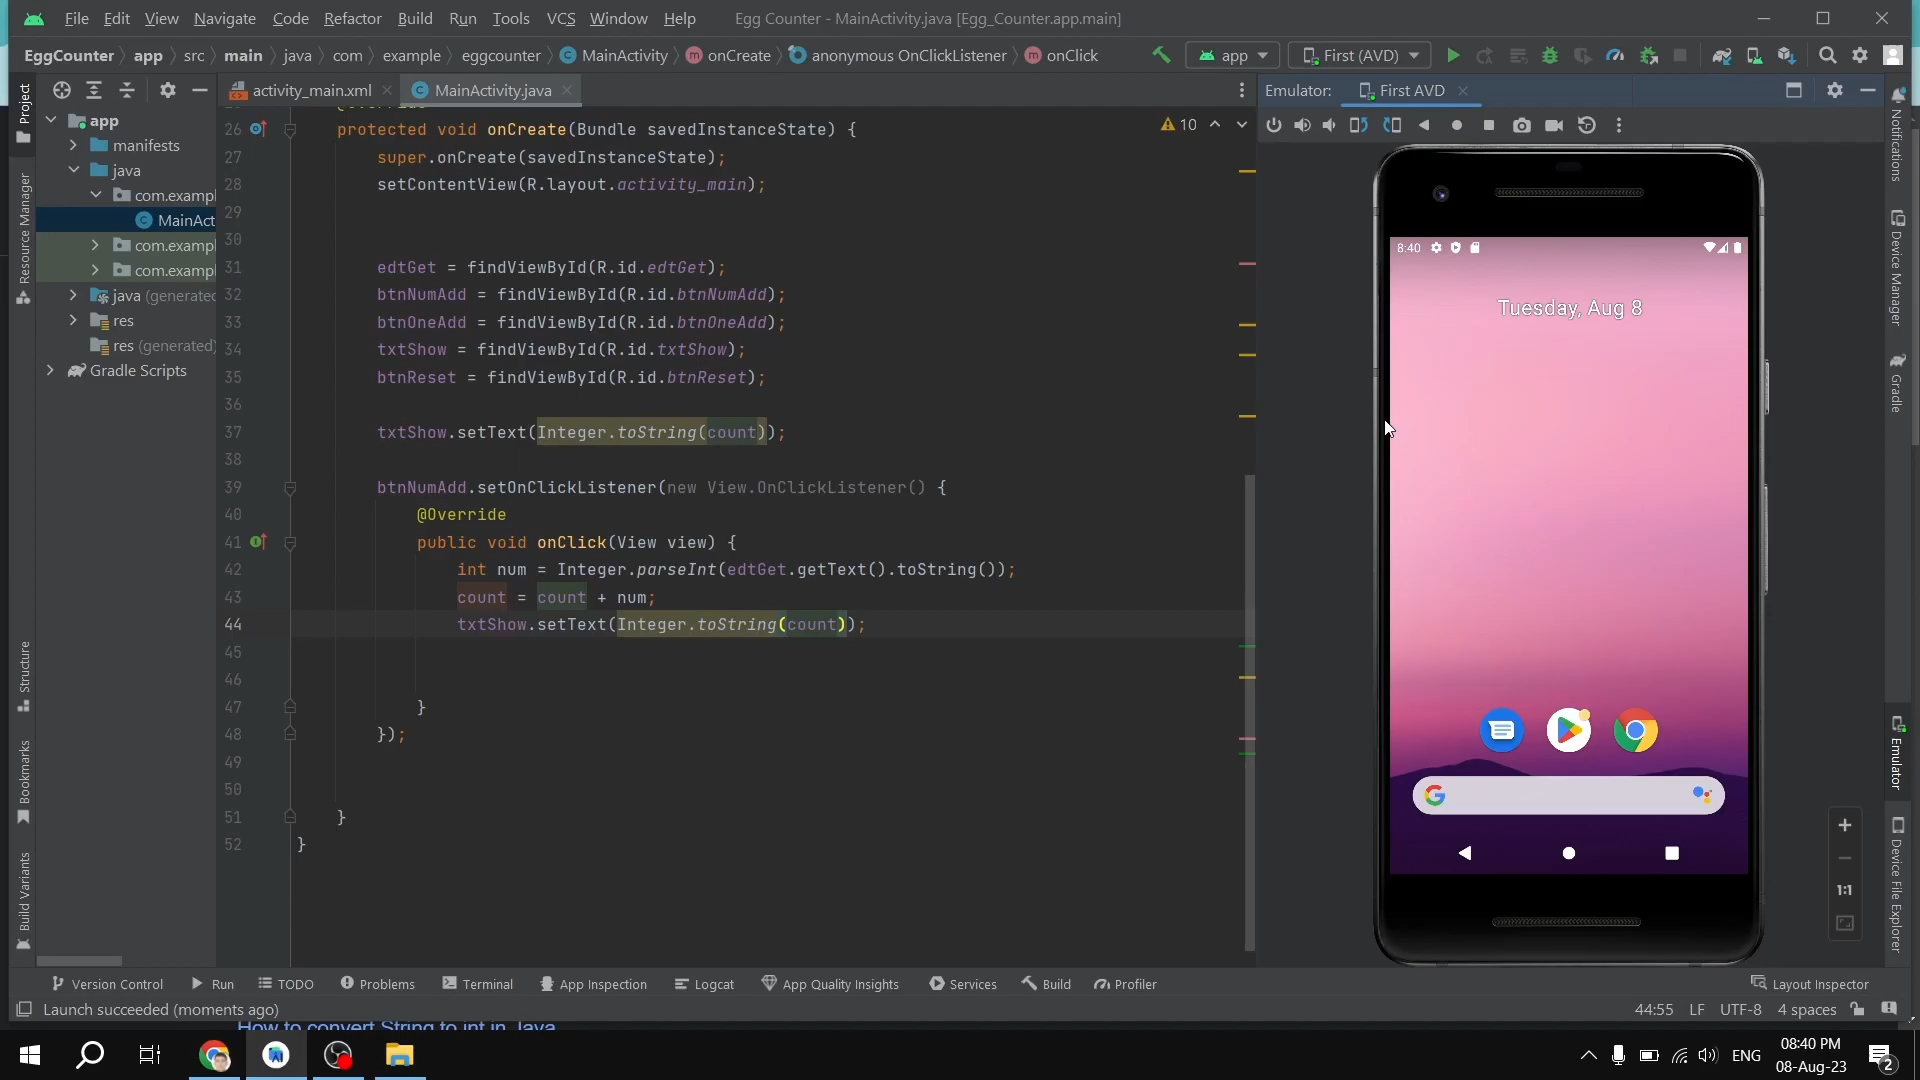 File Edit View Navigate Code Refactor Build Run Tools VCS Window Help Egg Counter - MainActivity.java [Egg_Counter.app.main]
EggCounter app src main java com example eggcounter MainActivity onCreate anonymous OnClickListener onClick app First (AVD)
activity_main.xml MainActivity.java Emulator: First AVD
10
Project
Resource Manager
Structure
Bookmarks
Build Variants
app
manifests
java
com.exampl
MainAct
com.exampl
com.exampl
java (generated
res
res (generated)
Gradle Scripts
26 protected void onCreate(Bundle savedInstanceState) {
27 super.onCreate(savedInstanceState);
28 setContentView(R.layout.activity_main);
29
30
31 edtGet = findViewById(R.id.edtGet);
32 btnNumAdd = findViewById(R.id.btnNumAdd);
33 btnOneAdd = findViewById(R.id.btnOneAdd);
34 txtShow = findViewById(R.id.txtShow);
35 btnReset = findViewById(R.id.btnReset);
36
37 txtShow.setText(Integer.toString(count));
38
39 btnNumAdd.setOnClickListener(new View.OnClickListener() {
40 @Override
41 public void onClick(View view) {
42 int num = Integer.parseInt(edtGet.getText().toString());
43 count = count + num;
44 txtShow.setText(Integer.toString(count));
45
46
47 }
48 });
49
50
51 }
52 }
8:40
Tuesday, Aug 8
1:1
Notifications
Device Manager
Gradle
Emulator
Device File Explorer
Version Control Run TODO Problems Terminal App Inspection Logcat App Quality Insights Services Build Profiler Layout Inspector
Launch succeeded (moments ago) 44:55 LF UTF-8 4 spaces
How to convert String to int in Java
ENG 08:40 PM
08-Aug-23 2